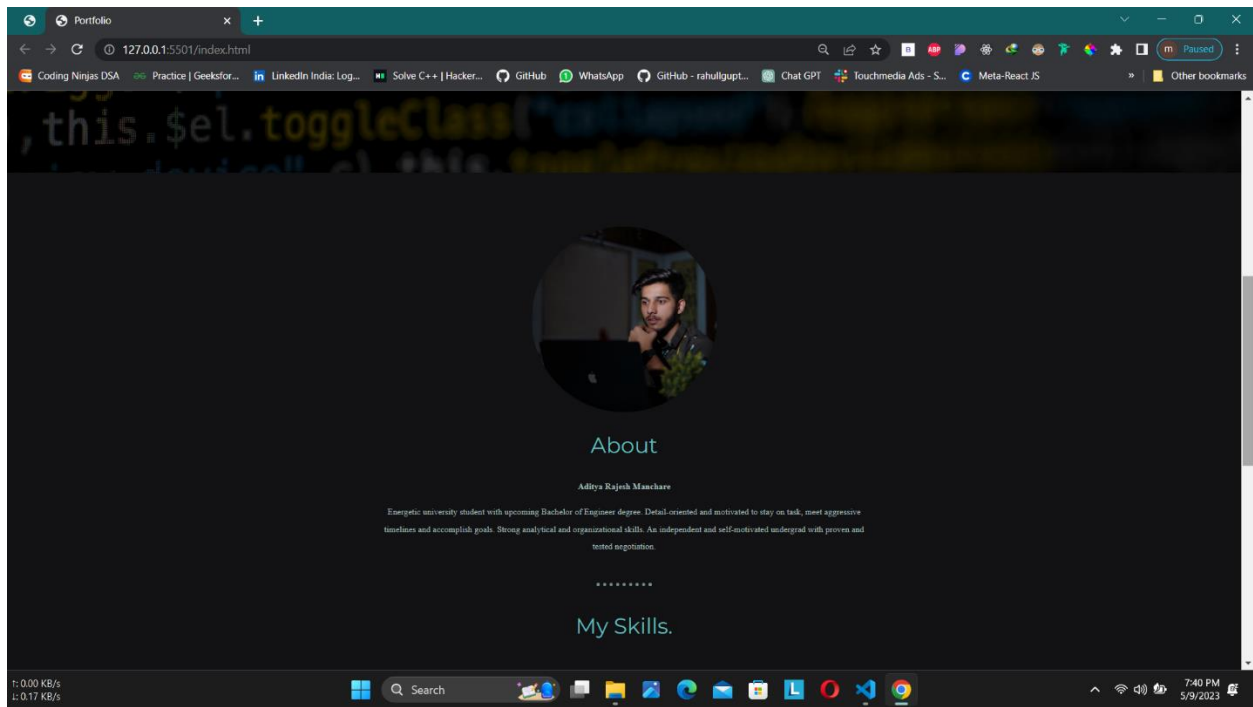 Portfolio
127.0.0.1:5501/index.html
m Paused
Coding Ninjas DSA Practice | Geeksfor... LinkedIn India: Log... Solve C++ | Hacker... GitHub WhatsApp GitHub - rahullgupt... Chat GPT Touchmedia Ads - S... Meta-React JS » Other bookmarks
,this.$el.toggleClass(
About
Aditya Rajesh Manchare
Energetic university student with upcoming Bachelor of Engineer degree. Detail-oriented and motivated to stay on task, meet aggressive
timelines and accomplish goals. Strong analytical and organizational skills. An independent and self-motivated undergrad with proven and
tested negotiation.
My Skills.
↑: 0.00 KB/s
↓: 0.17 KB/s
Search
7:40 PM
5/9/2023